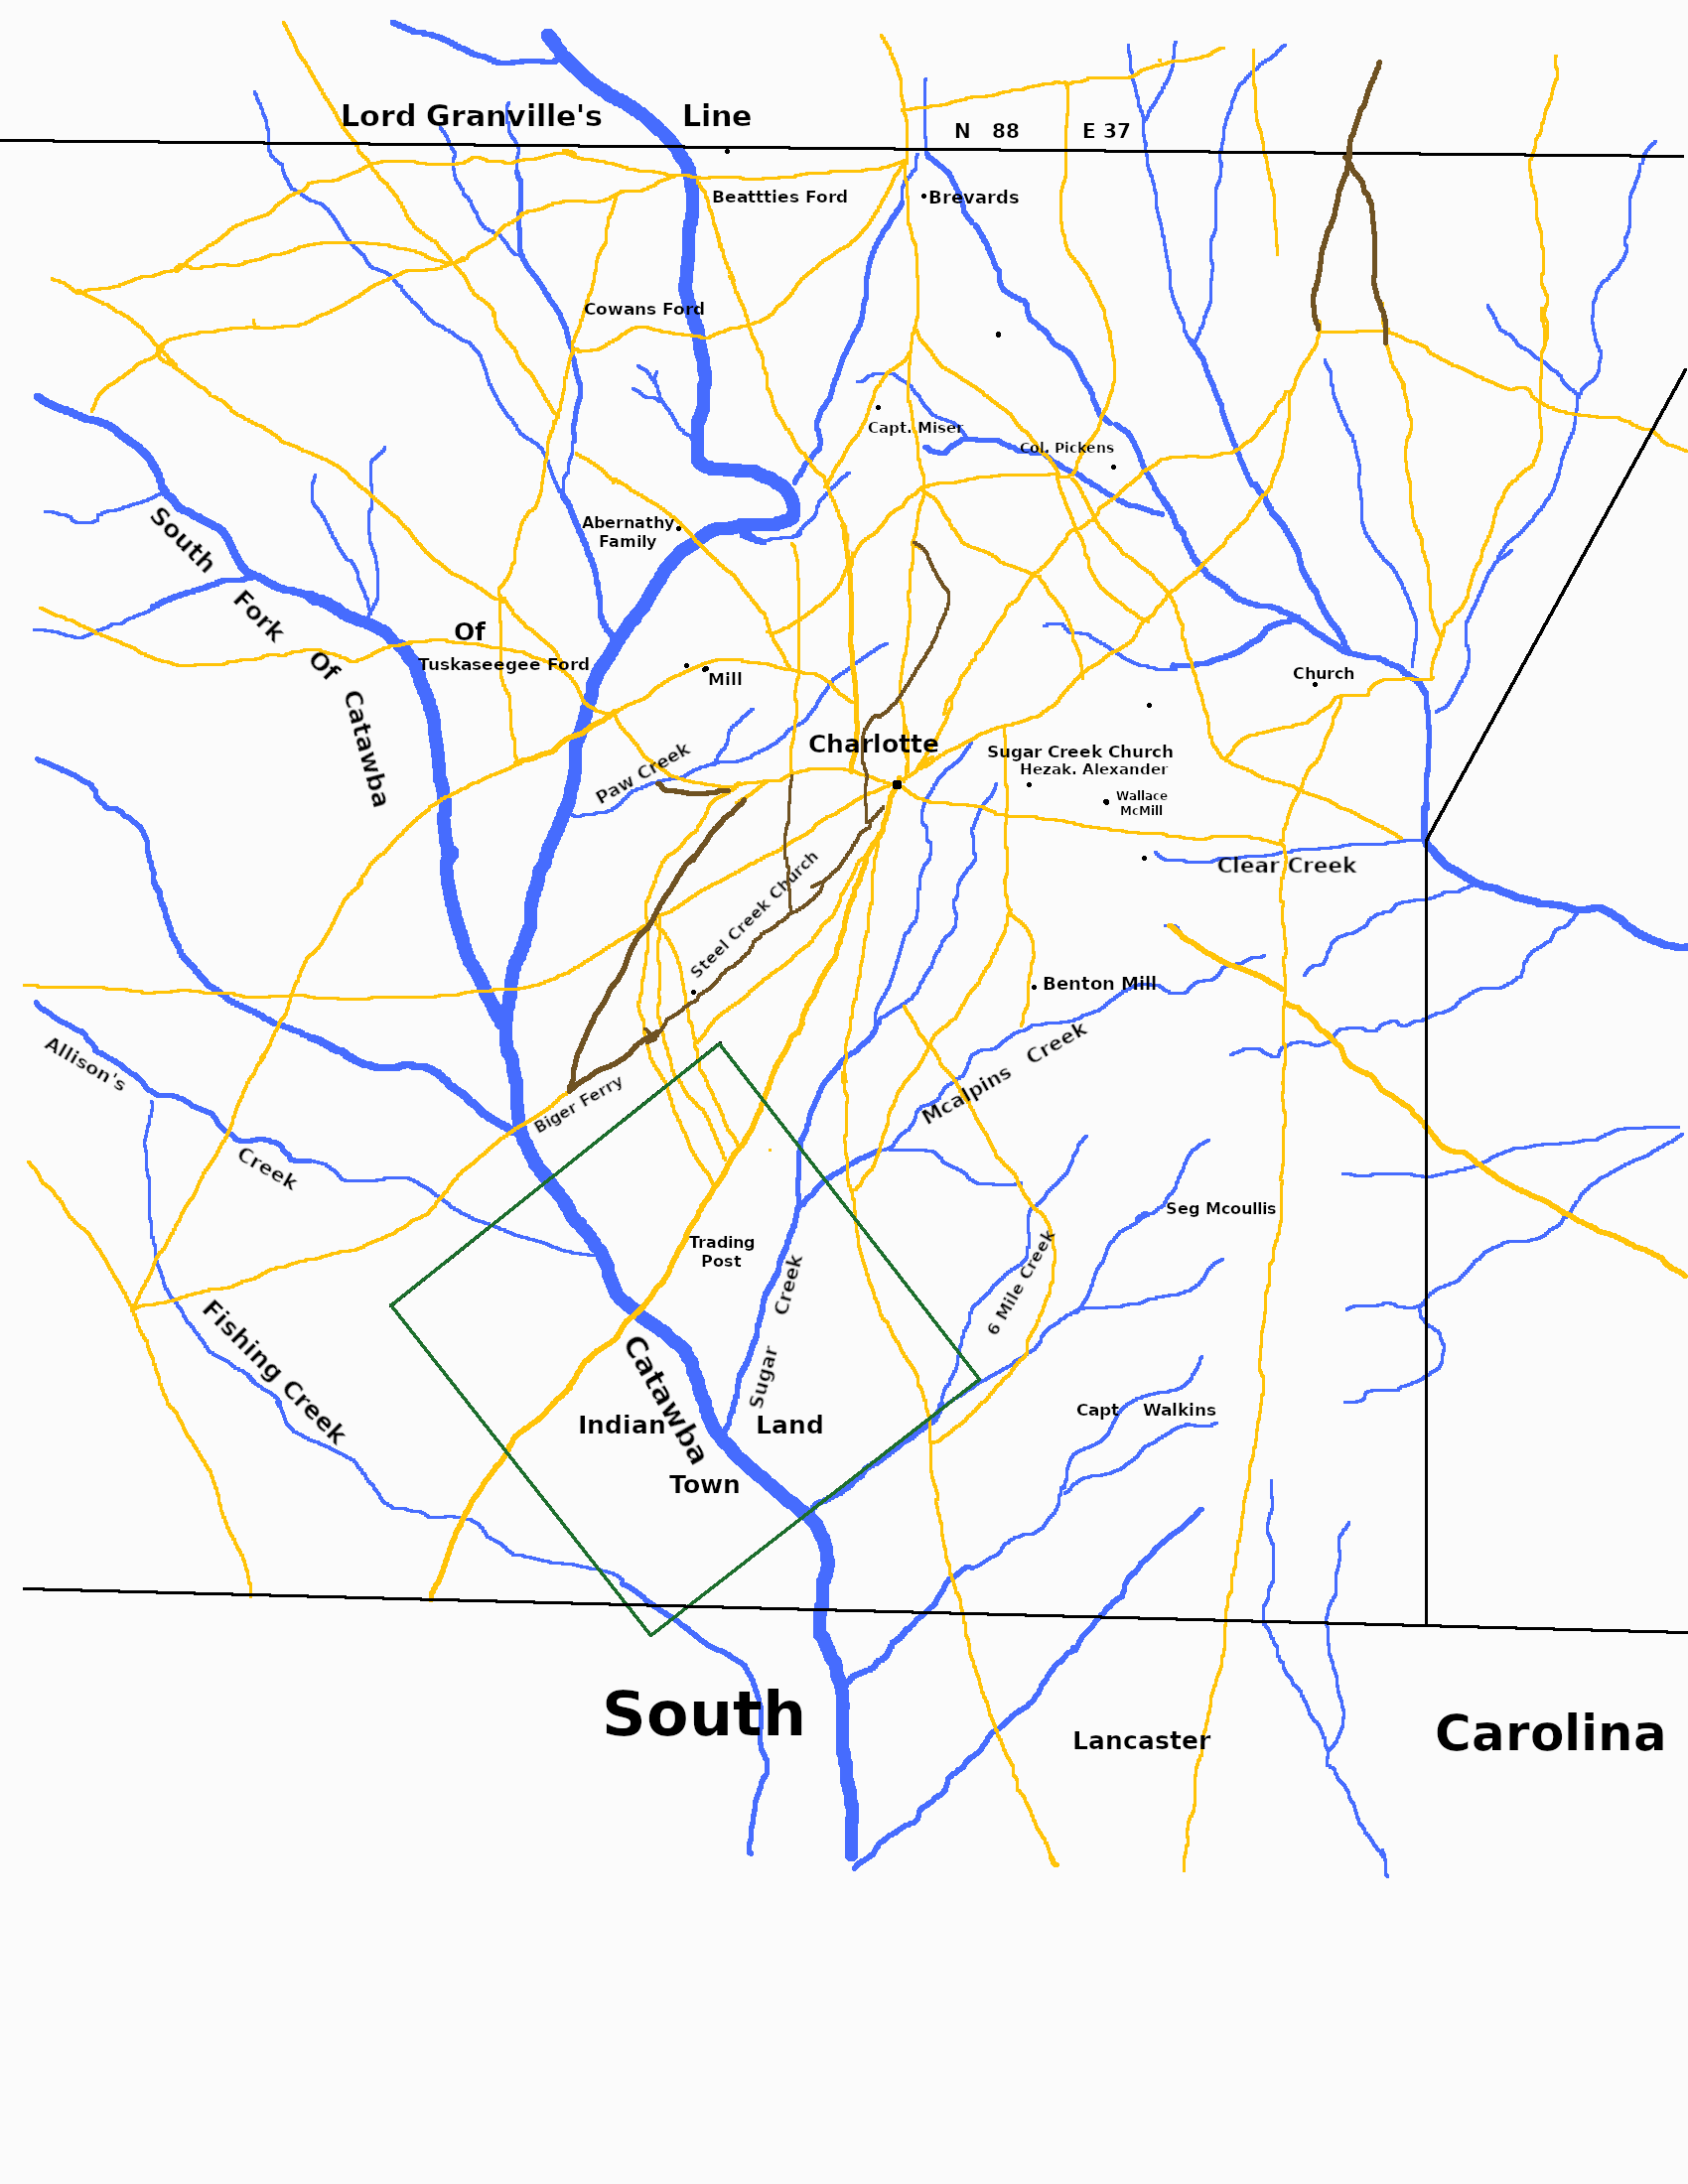 Lord Granville's Line
N 88 E 37
Beattties Ford
Brevards
Cowans Ford
Capt. Miser
Col. Pickens
South Fork Of Catawba
Abernathy
Family
Of
Tuskaseegee Ford
Mill
Church
Charlotte
Sugar Creek Church
Hezak. Alexander
Paw Creek
Wallace
McMill
Clear Creek
Steel Creek Church
Benton Mill
Allison's Creek
Mcalpins Creek
Biger Ferry
Seg Mcoullis
Trading
Post
6 Mile Creek
Sugar Creek
Fishing Creek
Catawba
Capt Walkins
Indian Land
Town
South Carolina
Lancaster